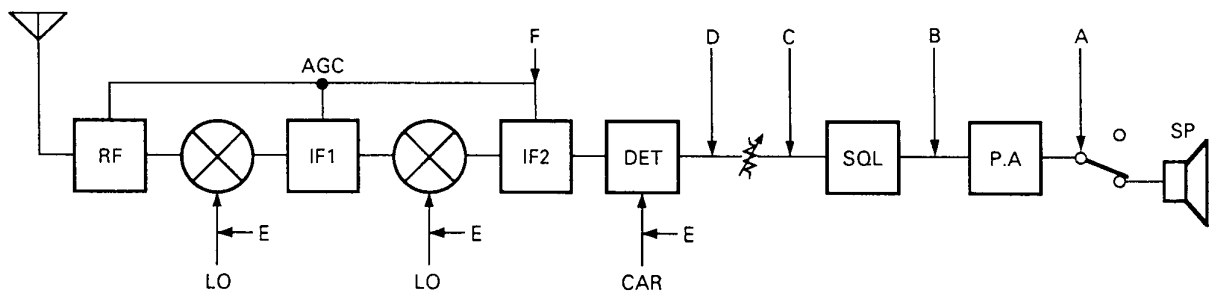 F D C B A
AGC
SP
RF IF1 IF2 DET SQL P.A
E E E
LO LO CAR